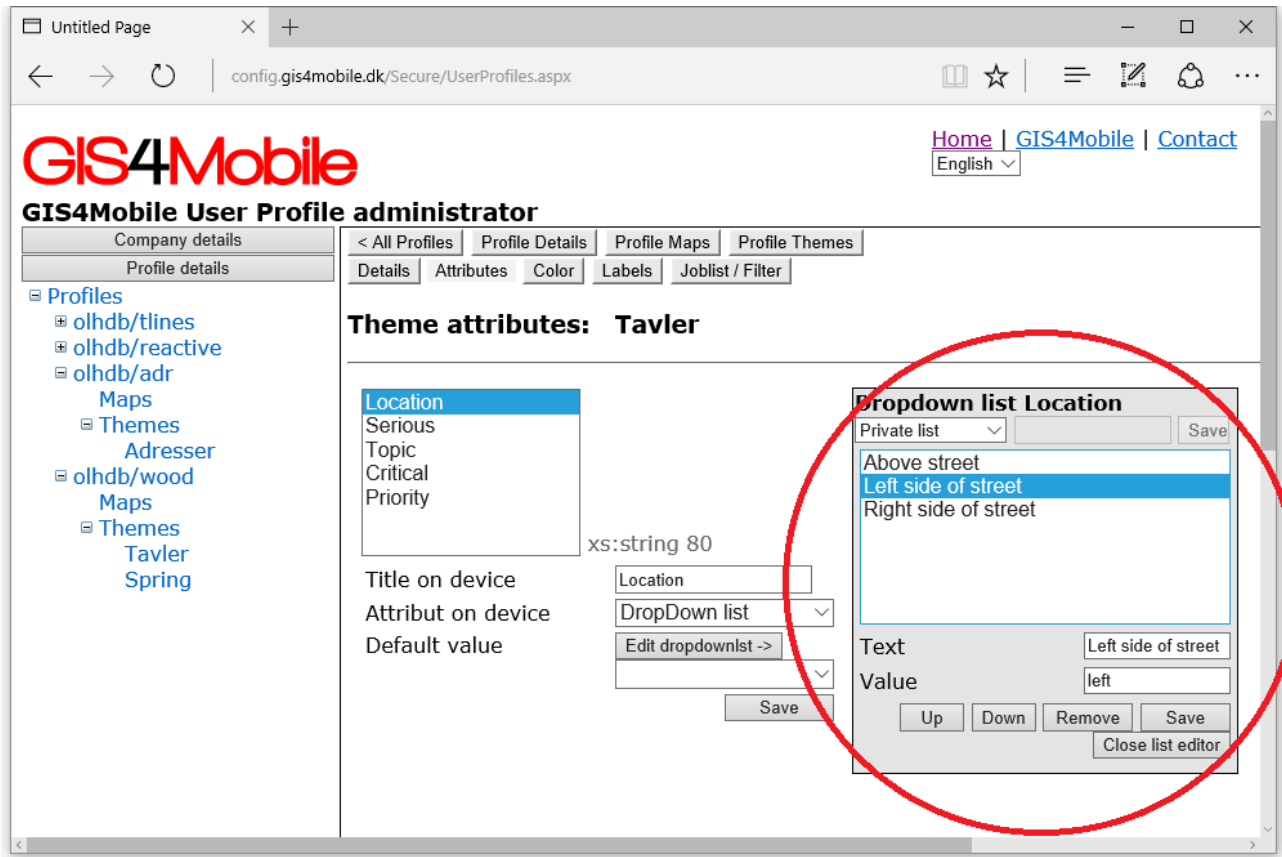 Untitled Page
config.gis4mobile.dk/Secure/UserProfiles.aspx
GIS4Mobile
Home | GIS4Mobile | Contact
English
GIS4Mobile User Profile administrator
Company details
Profile details
Profiles
olhdb/tlines
olhdb/reactive
olhdb/adr
Maps
Themes
Adresser
olhdb/wood
Maps
Themes
Tavler
Spring
< All Profiles Profile Details Profile Maps Profile Themes
Details Attributes Color Labels Joblist / Filter
Theme attributes: Tavler
Location
Serious
Topic
Critical
Priority
xs:string 80
Title on device Location
Attribut on device DropDown list
Default value Edit dropdownlst ->
Save
Dropdown list Location
Private list Save
Above street
Left side of street
Right side of street
Text Left side of street
Value left
Up Down Remove Save
Close list editor